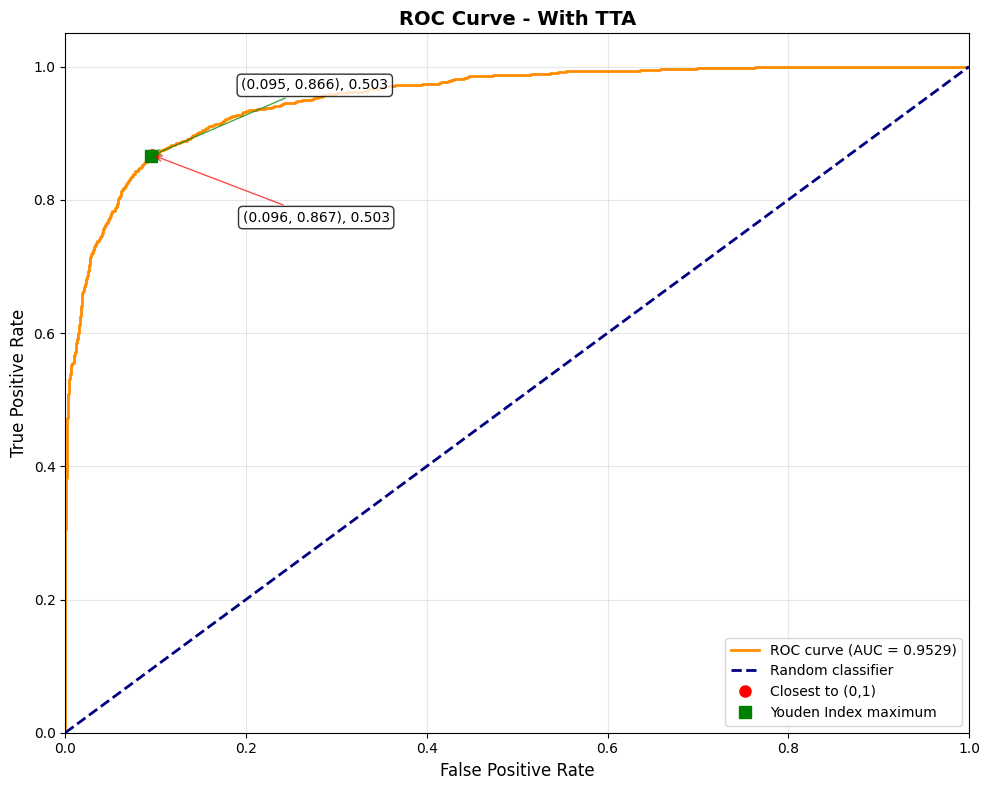 ROC Curve - With TTA
True Positive Rate
1.0
0.8
0.6
0.4
0.2
0.0
(0.095, 0.866), 0.503
(0.096, 0.867), 0.503
ROC curve (AUC = 0.9529)
Random classifier
Closest to (0,1)
Youden Index maximum
0.0 0.2 0.4 0.6 0.8 1.0
False Positive Rate